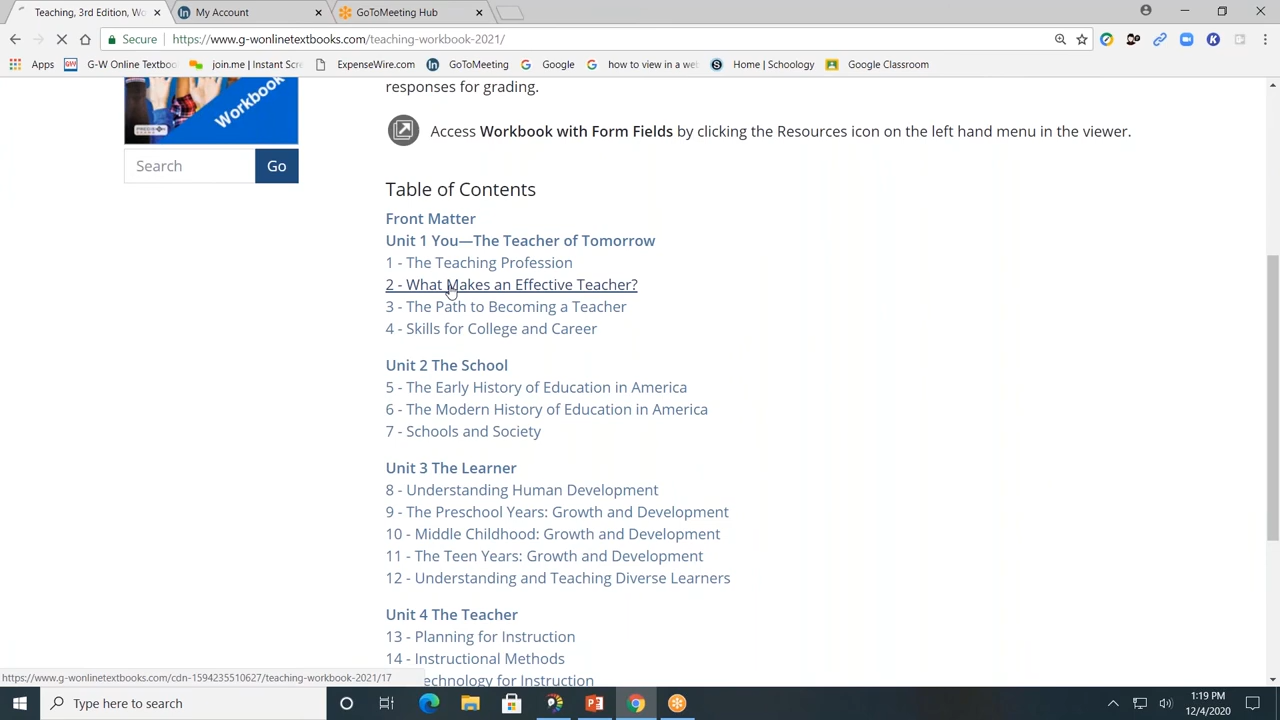 Teaching, 3rd Edition, Wo
My Account
GoToMeeting Hub
Secure
https://www.g-wonlinetextbooks.com/teaching-workbook-2021/
Apps
G-W Online Textboo
join.me | Instant Scre
ExpenseWire.com
GoToMeeting
Google
how to view in a web
Home | Schoology
Google Classroom
Workbook
responses for grading.
Search
Go
Access Workbook with Form Fields by clicking the Resources icon on the left hand menu in the viewer.
Table of Contents
Front Matter
Unit 1 You—The Teacher of Tomorrow
1 - The Teaching Profession
2 - What Makes an Effective Teacher?
3 - The Path to Becoming a Teacher
4 - Skills for College and Career
Unit 2 The School
5 - The Early History of Education in America
6 - The Modern History of Education in America
7 - Schools and Society
Unit 3 The Learner
8 - Understanding Human Development
9 - The Preschool Years: Growth and Development
10 - Middle Childhood: Growth and Development
11 - The Teen Years: Growth and Development
12 - Understanding and Teaching Diverse Learners
Unit 4 The Teacher
13 - Planning for Instruction
14 - Instructional Methods
echnology for Instruction
https://www.g-wonlinetextbooks.com/cdn-1594235510627/teaching-workbook-2021/17
Type here to search
1:19 PM
12/4/2020